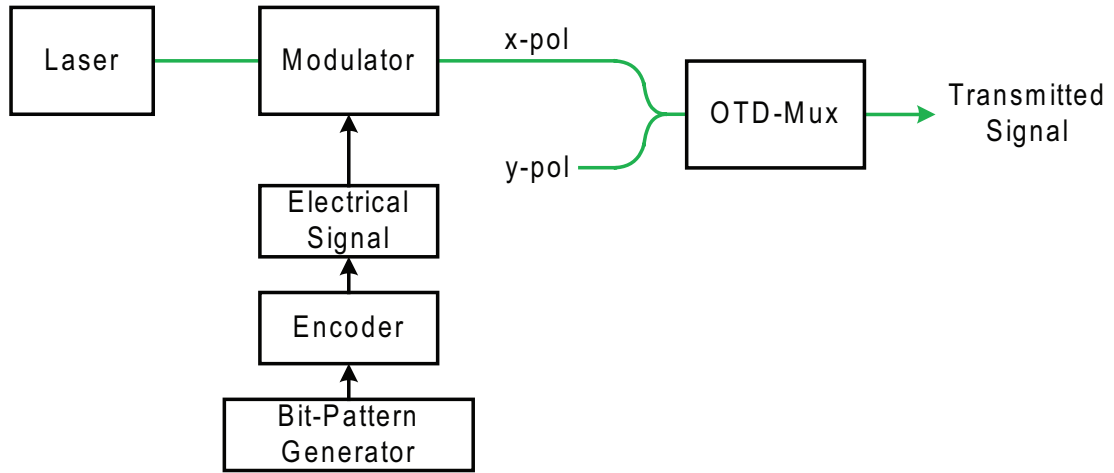 Laser
Modulator
x-pol
y-pol
OTD-Mux
Transmitted
Signal
Electrical
Signal
Encoder
Bit-Pattern
Generator